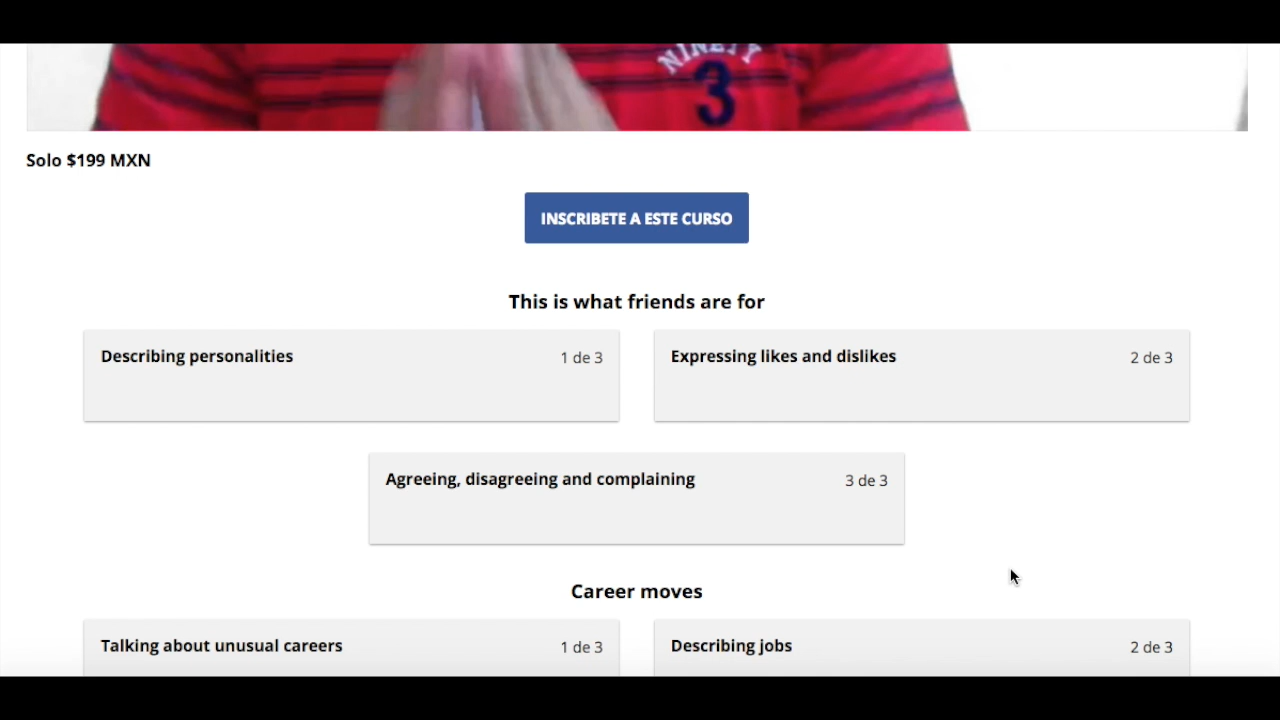 NINETY
3
Solo $199 MXN
INSCRIBETE A ESTE CURSO
This is what friends are for
Describing personalities 1 de 3
Expressing likes and dislikes 2 de 3
Agreeing, disagreeing and complaining 3 de 3
Career moves
Talking about unusual careers 1 de 3
Describing jobs 2 de 3